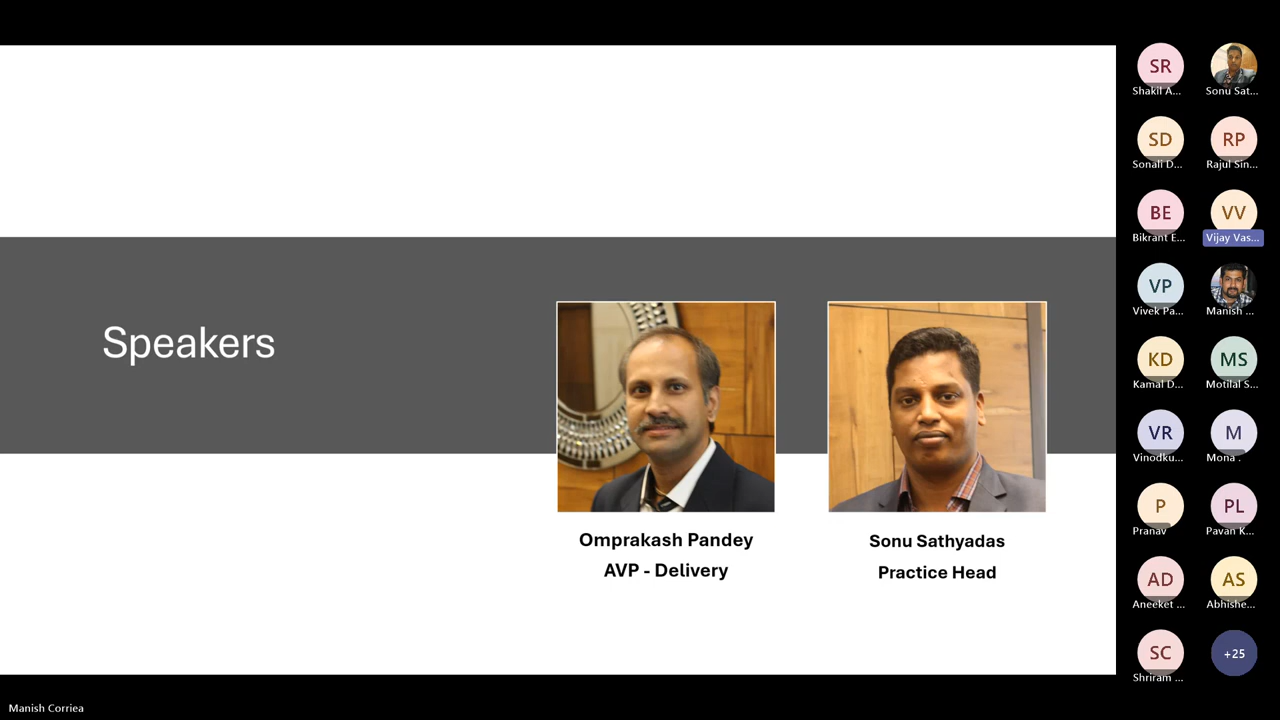 Speakers
Omprakash Pandey
AVP - Delivery
Sonu Sathyadas
Practice Head
SR
Shakil A...
Sonu Sat...
SD
Sonali D...
RP
Rajul Sin...
BE
Bikrant E...
VV
Vijay Vas...
VP
Vivek Pa...
Manish ...
KD
Kamal D...
MS
Motilal S...
VR
Vinodku...
M
Mona .
P
Pranav
PL
Pavan K...
AD
Aneeket ...
AS
Abhishe...
SC
Shriram ...
+25
Manish Corriea